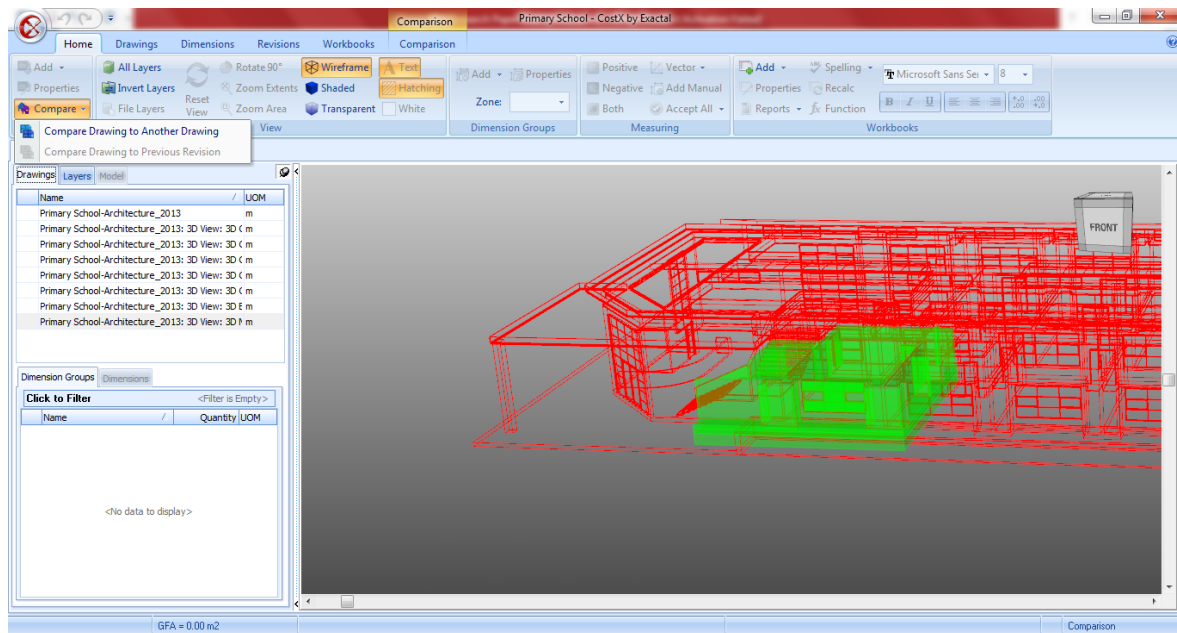 Comparison
Primary School - CostX by Exactal
Home Drawings Dimensions Revisions Workbooks Comparison
Add All Layers Rotate 90° Wireframe Text Add Properties Positive Vector Add Spelling Microsoft Sans Ser 8
Properties Invert Layers Zoom Extents Shaded Hatching Negative Add Manual Properties Recalc
Compare File Layers Reset View Zoom Area Transparent White Zone: Both Accept All Reports fx Function B I U
View Dimension Groups Measuring Workbooks
Compare Drawing to Another Drawing
Compare Drawing to Previous Revision
Drawings Layers Model
Name / UOM
Primary School-Architecture_2013 m
Primary School-Architecture_2013: 3D View: 3D ( m
Primary School-Architecture_2013: 3D View: 3D ( m
Primary School-Architecture_2013: 3D View: 3D ( m
Primary School-Architecture_2013: 3D View: 3D ( m
Primary School-Architecture_2013: 3D View: 3D E m
Primary School-Architecture_2013: 3D View: 3D M m
FRONT
Dimension Groups Dimensions
Click to Filter <Filter is Empty>
Name / Quantity UOM
<No data to display>
GFA = 0.00 m2 Comparison